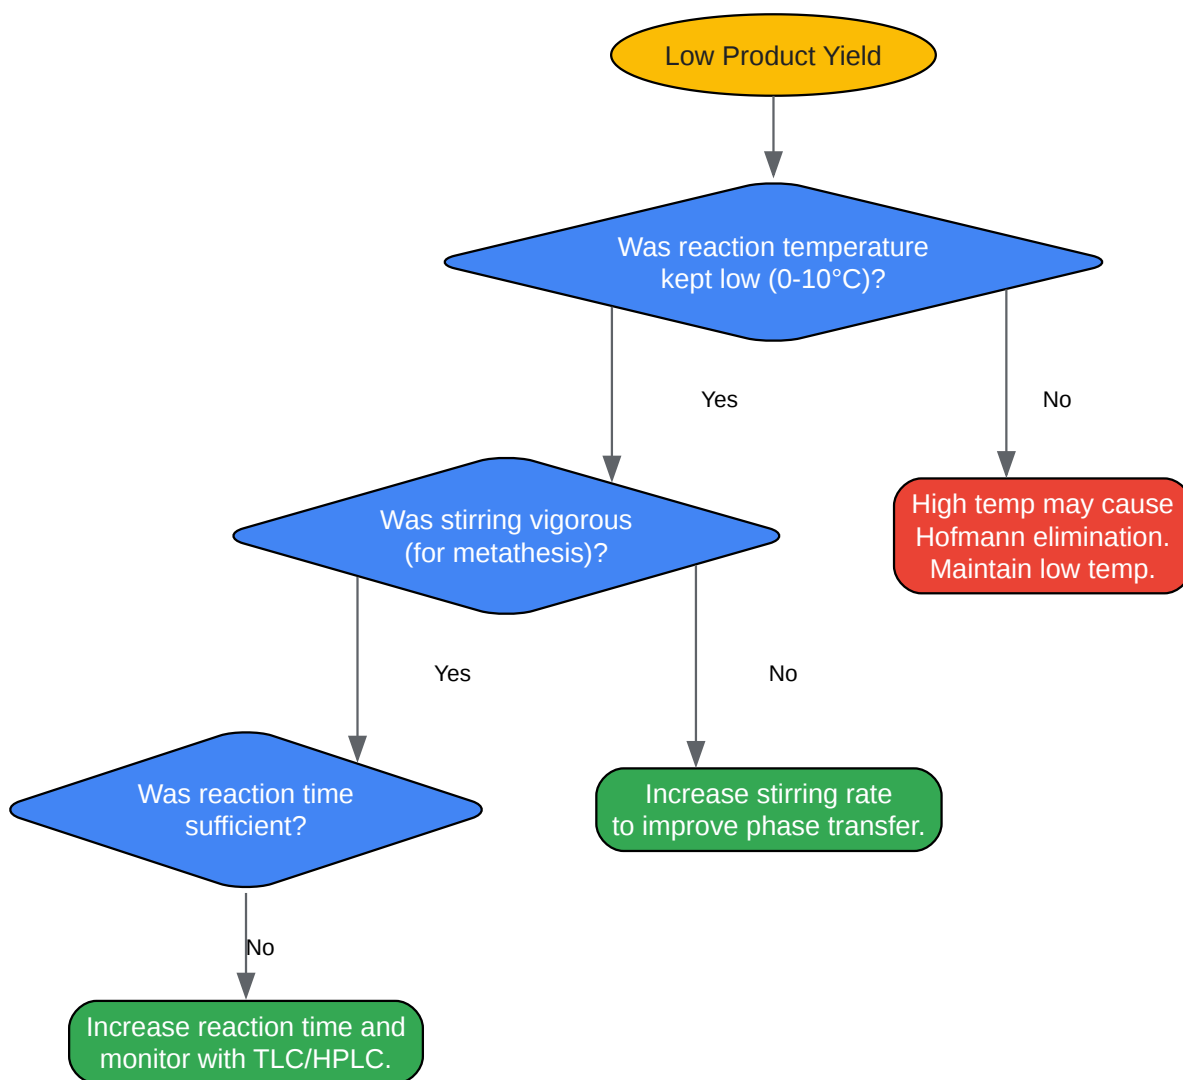 Low Product Yield
Was reaction temperature
kept low (0-10°C)?
Yes
No
Was stirring vigorous
(for metathesis)?
High temp may cause
Hofmann elimination.
Maintain low temp.
Yes
No
Was reaction time
sufficient?
Increase stirring rate
to improve phase transfer.
No
Increase reaction time and
monitor with TLC/HPLC.